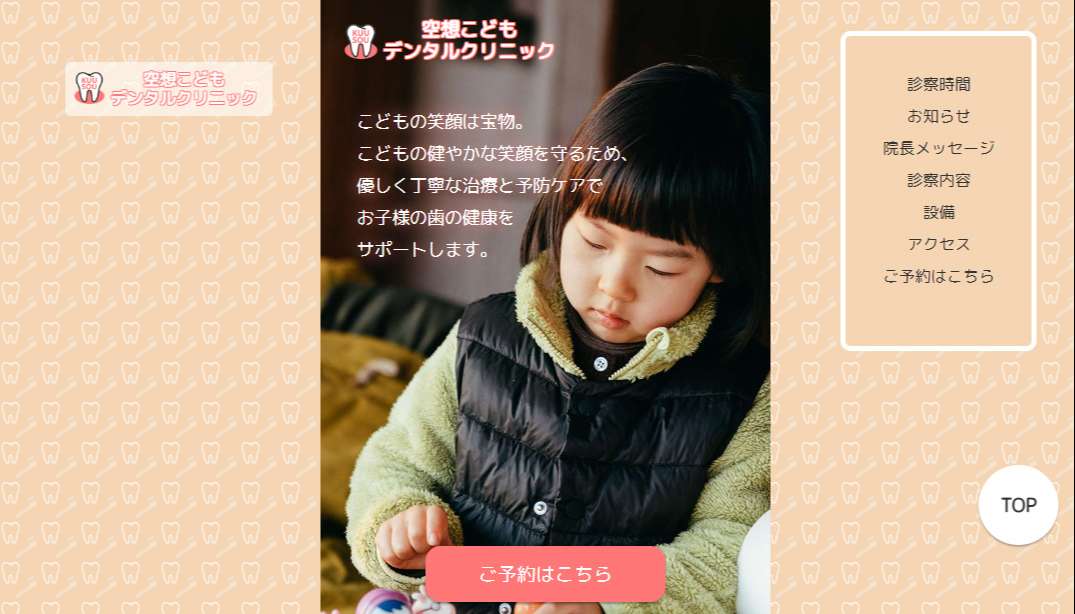 KUU
SOU
空想こども
デンタルクリニック
KUU
SOU
空想こども
デンタルクリニック
こどもの笑顔は宝物。
こどもの健やかな笑顔を守るため、
優しく丁寧な治療と予防ケアで
お子様の歯の健康を
サポートします。
ご予約はこちら
診察時間
お知らせ
院長メッセージ
診察内容
設備
アクセス
ご予約はこちら
TOP